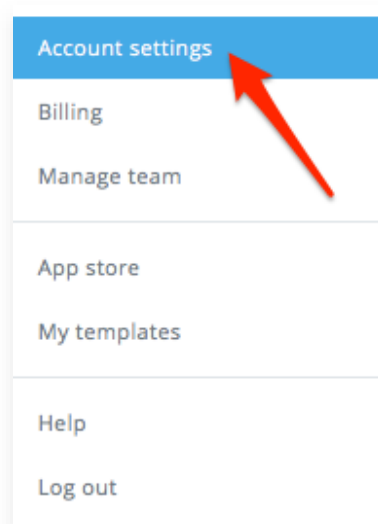 Account settings
Billing
Manage team
App store
My templates
Help
Log out